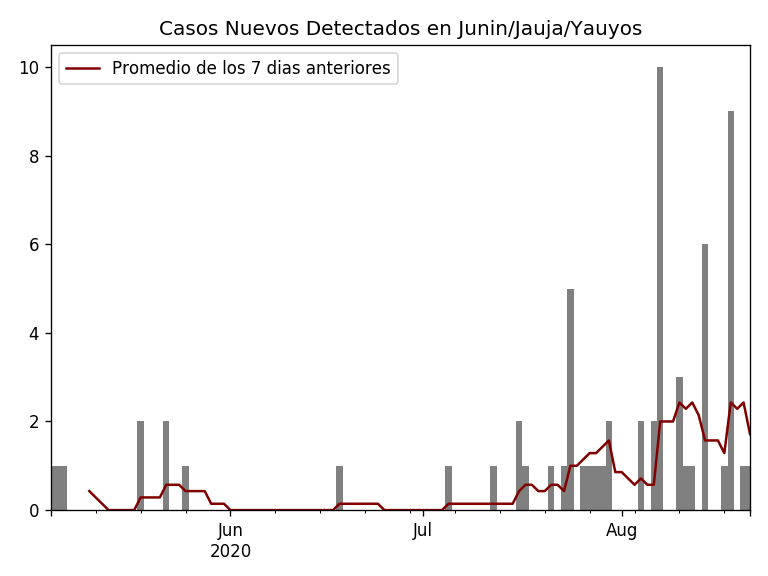 Casos Nuevos Detectados en Junin/Jauja/Yauyos
Promedio de los 7 dias anteriores
10
8
6
4
2
0
Jun
2020
Jul
Aug